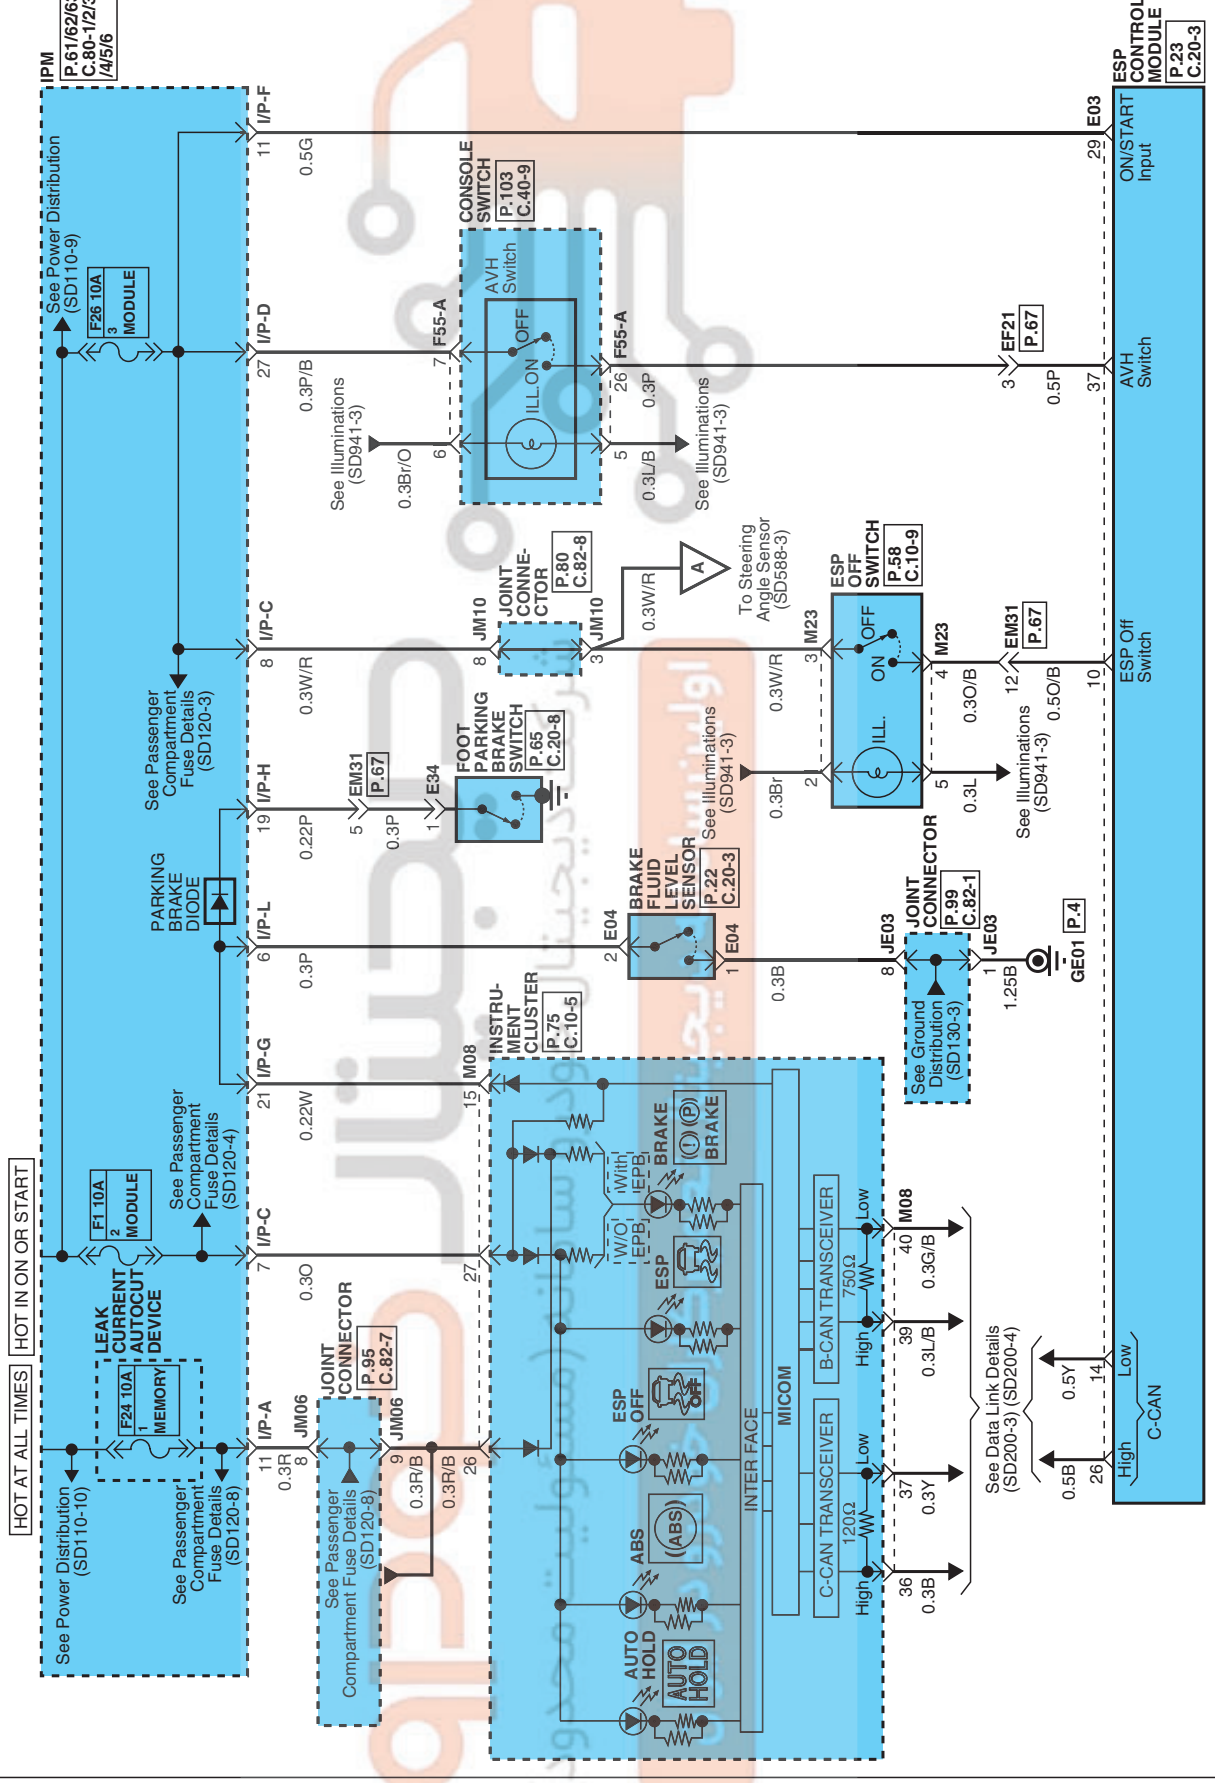 HOT AT ALL TIMES
HOT IN ON OR START
IPM
P.61/62/63
C.80-1/2/3
/4/5/6
See Power Distribution
(SD110-10)
LEAK
CURRENT
AUTOCUT
DEVICE
F24 10A
1
MEMORY
See Passenger
Compartment
Fuse Details
(SD120-8)
F1 10A
2
MODULE
See Passenger
Compartment
Fuse Details
(SD120-4)
PARKING
BRAKE
DIODE
See Passenger
Compartment
Fuse Details
(SD120-3)
F26 10A
3
MODULE
See Power Distribution
(SD110-9)
11 I/P-A
7 I/P-C
21 I/P-G
6 I/P-L
19 I/P-H
8 I/P-C
27 I/P-D
11 I/P-F
0.3R
0.3O
0.22W
0.3P
0.22P
0.3W/R
0.3P/B
0.5G
8 JM06
JOINT
CONNECTOR
P.95
C.82-7
See Passenger
Compartment Fuse Details
(SD120-8)
9 JM06
0.3R/B
0.3R/B
26
27
15 M08
INSTRU-
MENT
CLUSTER
P.75
C.10-5
5 EM31
P.67
0.3P
1 E34
FOOT
PARKING
BRAKE
SWITCH
P.65
C.20-8
8 JM10
JOINT
CONNE-
CTOR
P.80
C.82-8
3 JM10
0.3W/R
A
To Steering
Angle Sensor
(SD588-3)
See Illuminations
(SD941-3)
0.3Br/O
6
7 F55-A
CONSOLE
SWITCH
P.103
C.40-9
AVH
Switch
ILL.
ON
OFF
5
26 F55-A
0.3L/B
0.3P
See Illuminations
(SD941-3)
3 EF21
P.67
0.5P
2 E04
BRAKE
FLUID
LEVEL
SENSOR
P.22
C.20-3
1 E04
0.3B
8 JE03
JOINT
CONNECTOR
P.99
C.82-1
See Ground
Distribution
(SD130-3)
1 JE03
1.25B
GE01
P.4
See Illuminations
(SD941-3)
0.3Br
0.3W/R
2
3 M23
ESP
OFF
SWITCH
P.58
C.10-9
ILL.
ON
OFF
5
4 M23
0.3L
0.3O/B
See Illuminations
(SD941-3)
12 EM31
P.67
0.5O/B
W/O
EPB
With
EPB
AUTO
HOLD
AUTO
HOLD
ABS
(ABS)
ESP
OFF
OFF
ESP
BRAKE
(!) (P)
BRAKE
INTER FACE
MICOM
C-CAN TRANSCEIVER
B-CAN TRANSCEIVER
High
120Ω
Low
High
750Ω
Low
36
37
39
40 M08
0.3B
0.3Y
0.3L/B
0.3G/B
See Data Link Details
(SD200-3) (SD200-4)
0.5B
0.5Y
26
14
10
37
29 E03
High
Low
C-CAN
ESP Off
Switch
AVH
Switch
ON/START
Input
ESP
CONTROL
MODULE
P.23
C.20-3